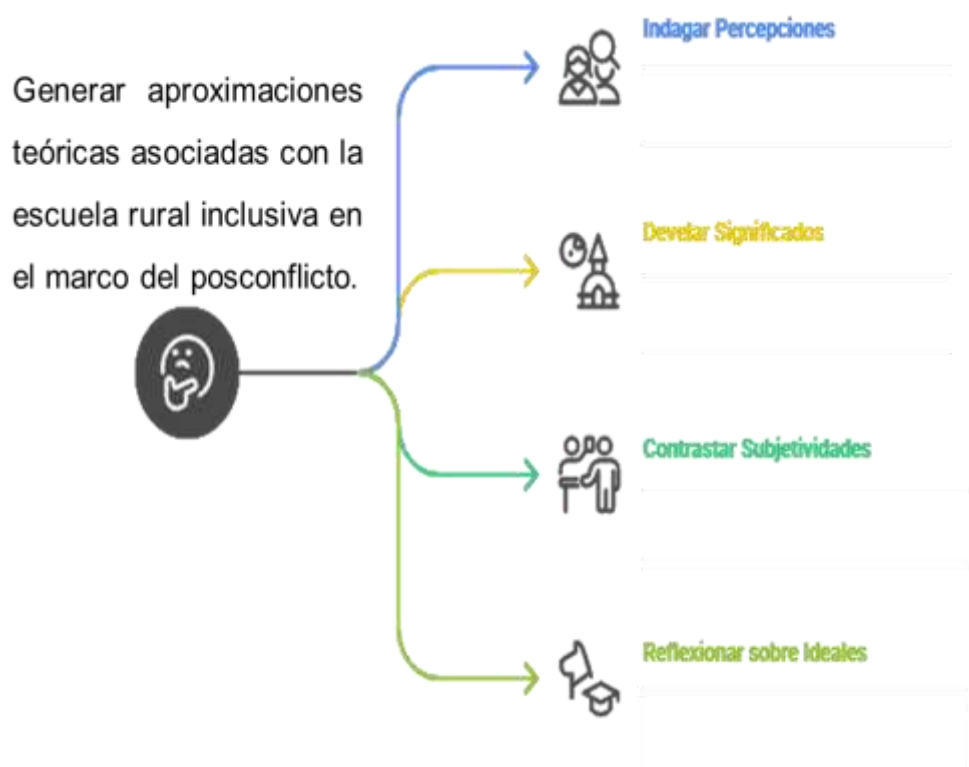 Generar aproximaciones
teóricas asociadas con la
escuela rural inclusiva en
el marco del posconflicto.
Indagar Percepciones
Develar Significados
Contrastar Subjetividades
Reflexionar sobre Ideales